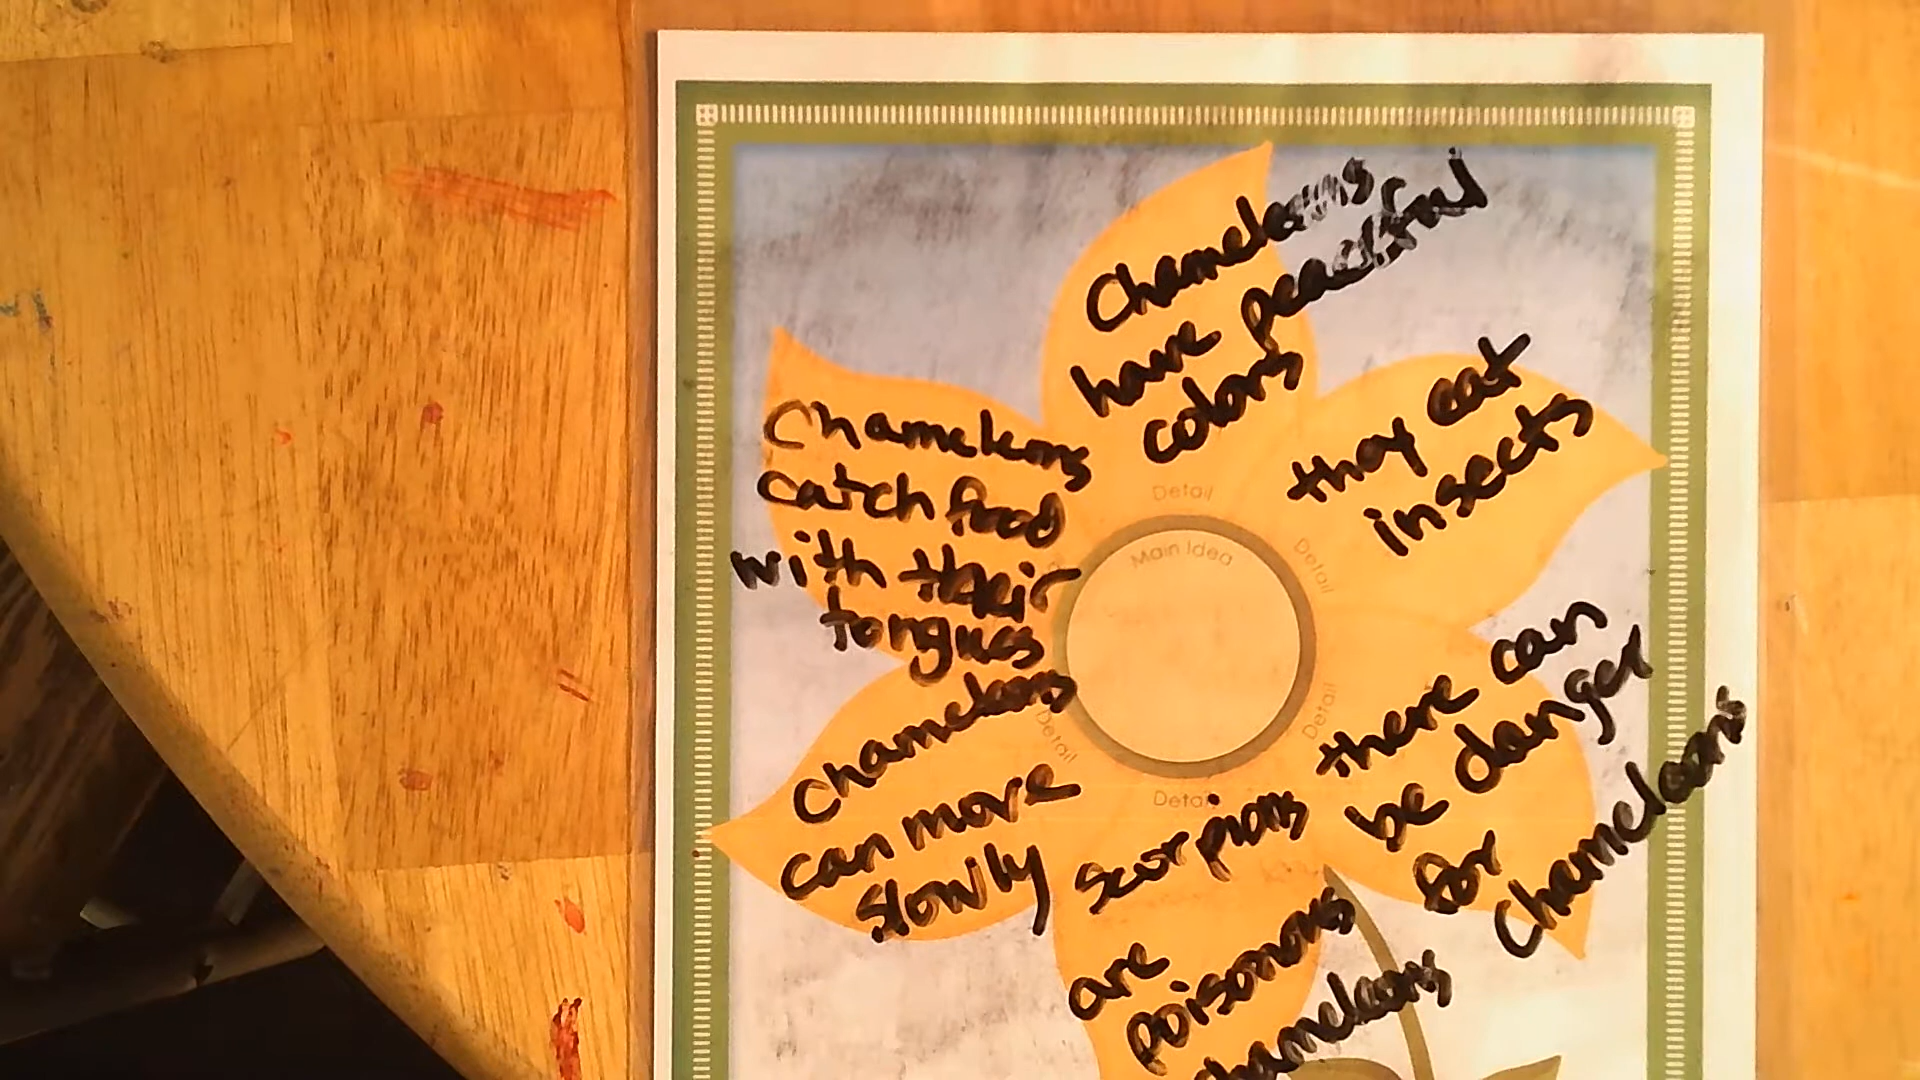 Chameleons
have peaceful
colors
Detail
they eat
insects
Detail
there can
be danger
for
Chameleons
Detail
scorpions
are
poisonous
chameleons
chameleons
Detail
Chameleons
can move
slowly
Detail
Chameleons
catch food
with their
tongues
Main Idea